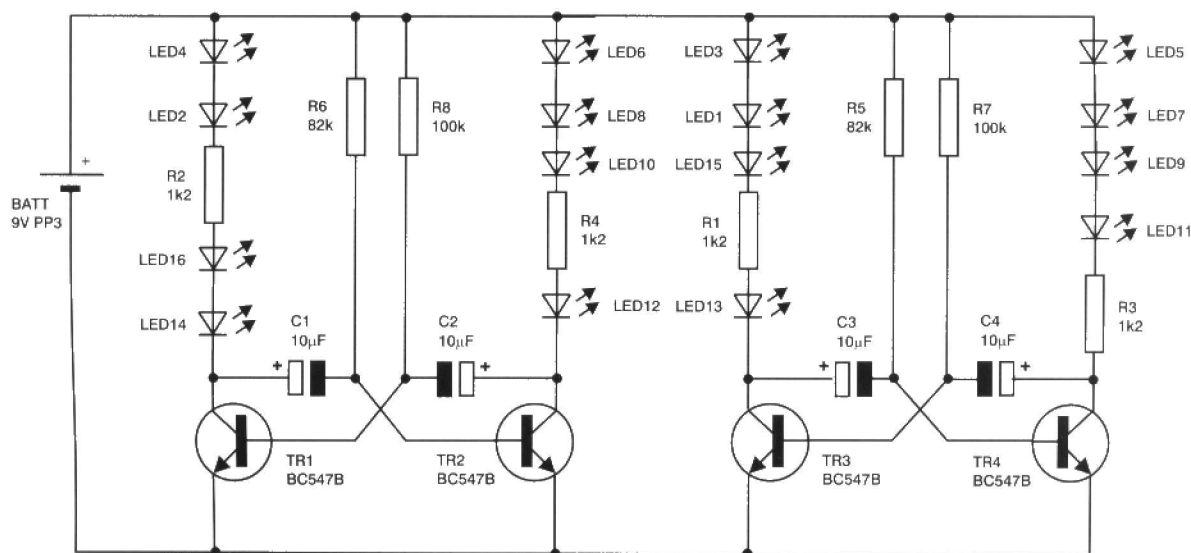 LED4
LED2
R2
1k2
LED16
LED14
+
BATT
9V PP3
R6
82k
R8
100k
LED6
LED8
LED10
R4
1k2
LED12
C1
10µF
+
C2
10µF
+
TR1
BC547B
TR2
BC547B
LED3
LED1
LED15
R1
1k2
LED13
R5
82k
R7
100k
LED5
LED7
LED9
LED11
R3
1k2
C3
10µF
+
C4
10µF
+
TR3
BC547B
TR4
BC547B